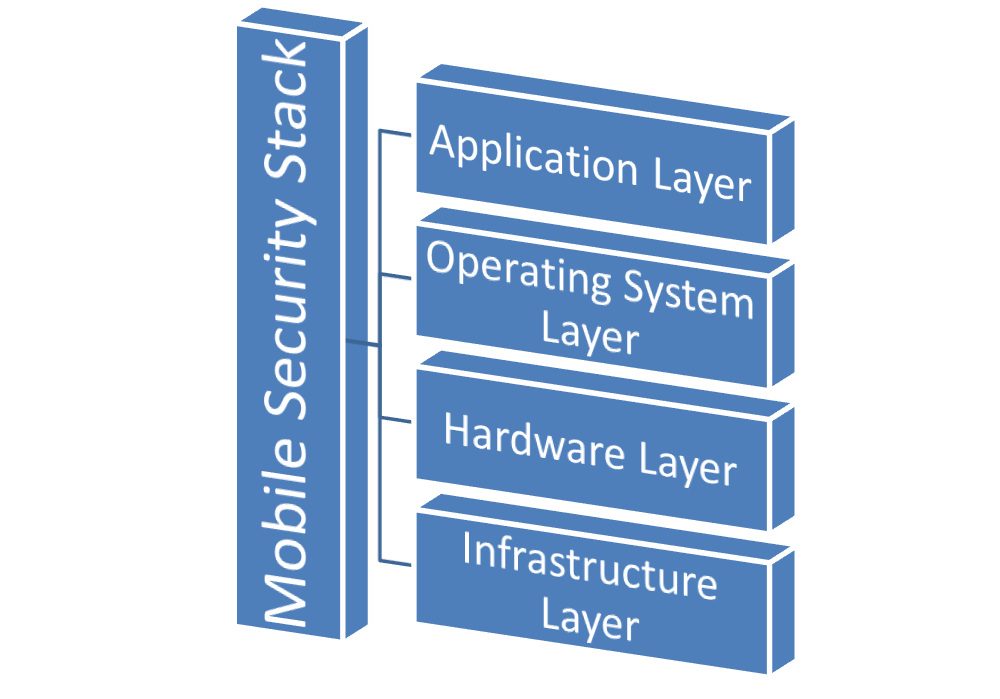 Mobile Security Stack
Application Layer
Operating System
Layer
Hardware Layer
Infrastructure
Layer